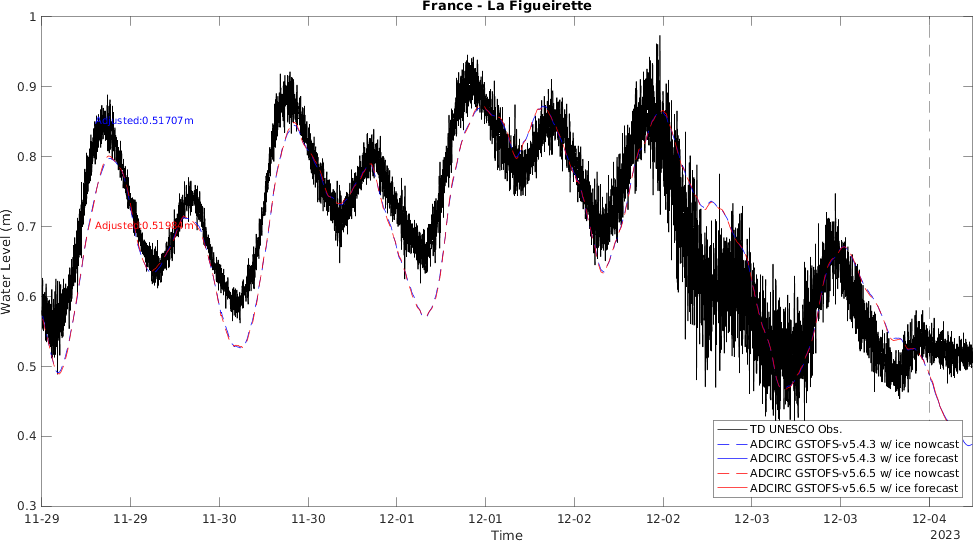 France - La Figueirette
1
0.9
0.8
0.7
0.6
0.5
0.4
0.3
Water Level (m)
Adjusted:0.51707m
11-29
11-29
11-30
11-30
12-01
12-01
12-02
12-02
12-03
12-03
12-04
2023
Time
TD UNESCO Obs.
ADCIRC GSTOFS-v5.4.3 w/ ice nowcast
ADCIRC GSTOFS-v5.4.3 w/ ice forecast
ADCIRC GSTOFS-v5.6.5 w/ ice nowcast
ADCIRC GSTOFS-v5.6.5 w/ ice forecast